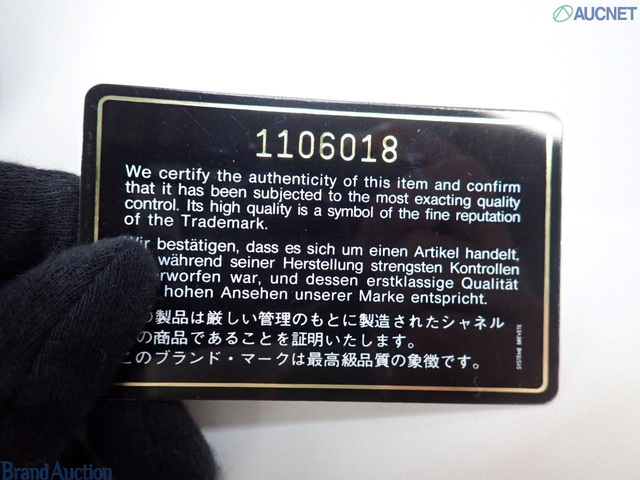 AUCNET
1106018
We certify the authenticity of this item and confirm
that it has been subjected to the most exacting quality
control. Its high quality is a symbol of the fine reputation
of the Trademark.
bestätigen, dass es sich um einen Artikel handelt,
während seiner Herstellung strengsten Kontrollen
war, und dessen erstklassige Qualität
hohen Ansehen unserer Marke entspricht.
の製品は厳しい管理のもとに製造されたシャネル
の商品であることを証明いたします。
このブランド・マークは最高級品質の象徴です。
SYSTEME BREVETE
Brand Auction